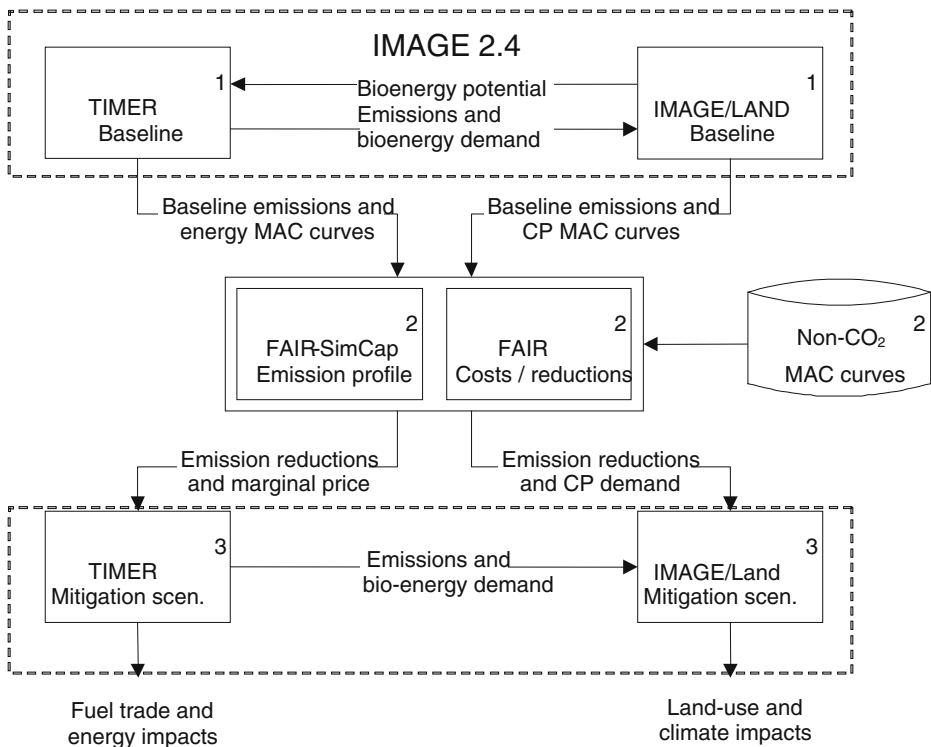 IMAGE 2.4
1
TIMER
Baseline
Bioenergy potential
Emissions and
bioenergy demand
1
IMAGE/LAND
Baseline
Baseline emissions and
energy MAC curves
Baseline emissions and
CP MAC curves
2
FAIR-SimCap
Emission profile
2
FAIR
Costs / reductions
Non-CO₂
2
MAC curves
Emission reductions
and marginal price
Emission reductions
and CP demand
3
TIMER
Mitigation scen.
Emissions and
bio-energy demand
3
IMAGE/Land
Mitigation scen.
Fuel trade and
energy impacts
Land-use and
climate impacts